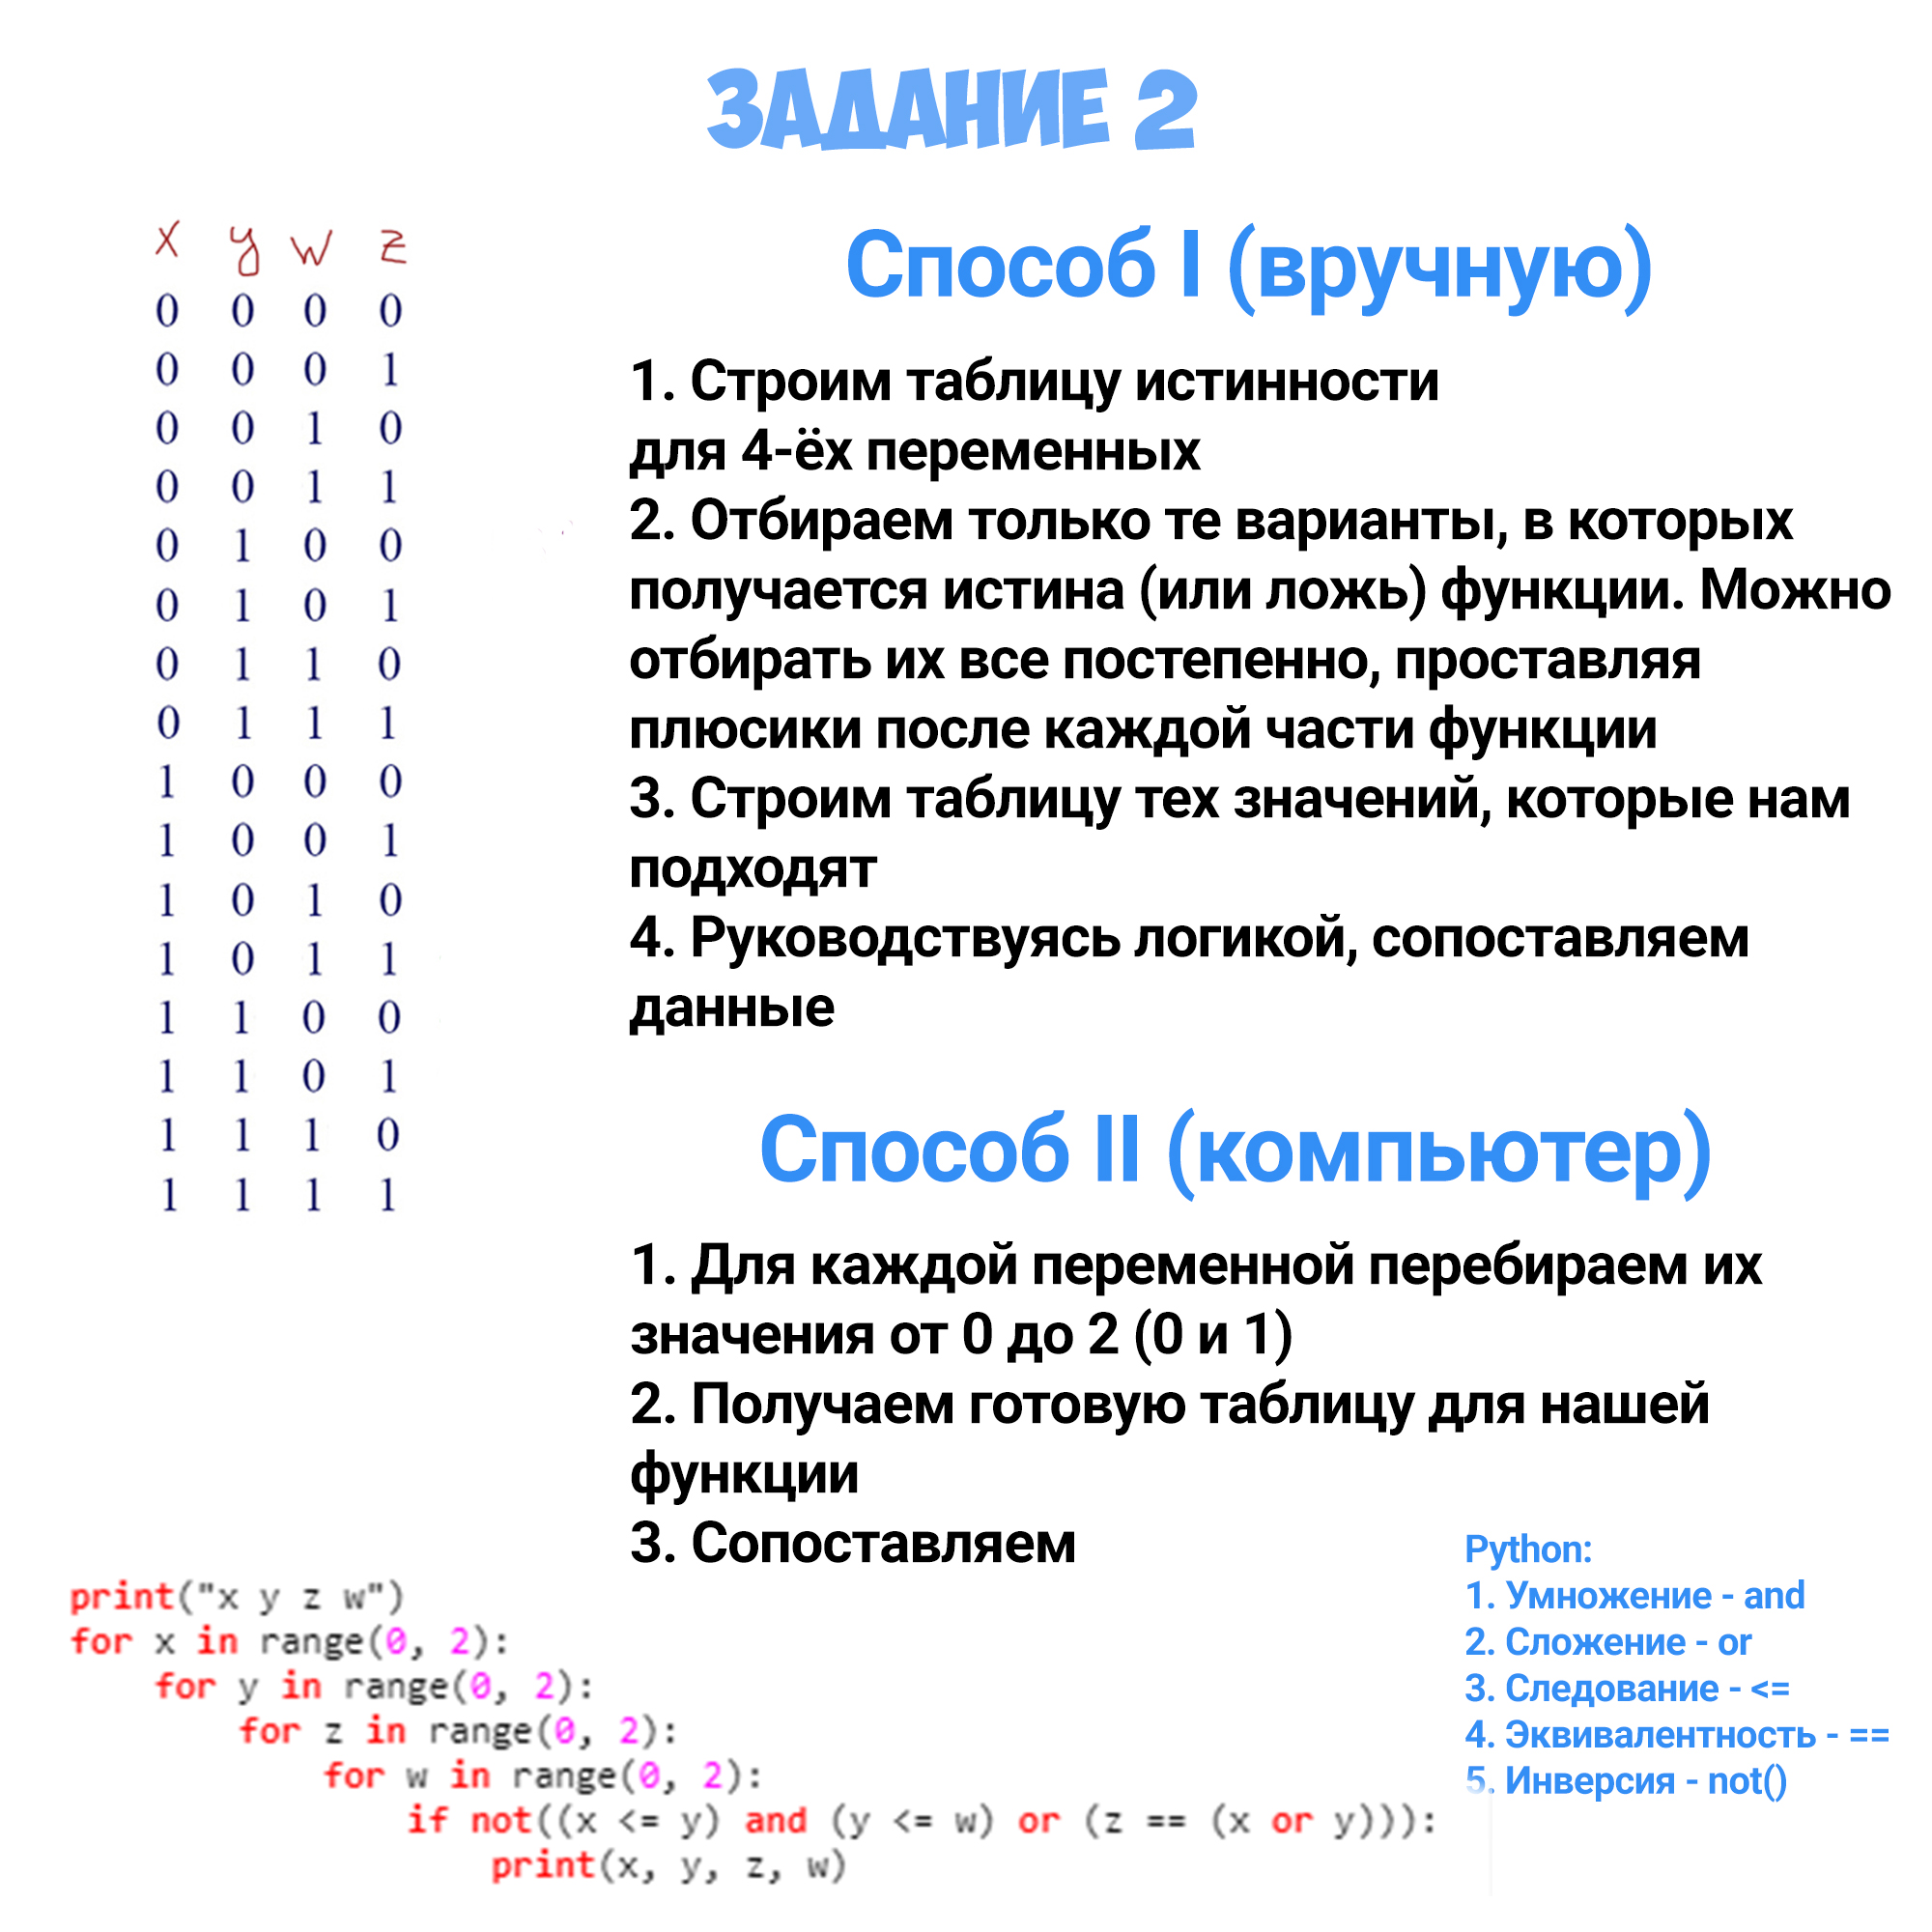 ЗАДАНИЕ 2
x y w z
0 0 0 0
0 0 0 1
0 0 1 0
0 0 1 1
0 1 0 0
0 1 0 1
0 1 1 0
0 1 1 1
1 0 0 0
1 0 0 1
1 0 1 0
1 0 1 1
1 1 0 0
1 1 0 1
1 1 1 0
1 1 1 1
Способ I (вручную)
1. Строим таблицу истинности
для 4-ёх переменных
2. Отбираем только те варианты, в которых
получается истина (или ложь) функции. Можно
отбирать их все постепенно, проставляя
плюсики после каждой части функции
3. Строим таблицу тех значений, которые нам
подходят
4. Руководствуясь логикой, сопоставляем
данные
Способ II (компьютер)
1. Для каждой переменной перебираем их
значения от 0 до 2 (0 и 1)
2. Получаем готовую таблицу для нашей
функции
3. Сопоставляем
print("x y z w")
for x in range(0, 2):
    for y in range(0, 2):
        for z in range(0, 2):
            for w in range(0, 2):
                if not((x <= y) and (y <= w) or (z == (x or y))):
                    print(x, y, z, w)
Python:
1. Умножение - and
2. Сложение - or
3. Следование - <=
4. Эквивалентность - ==
5. Инверсия - not()